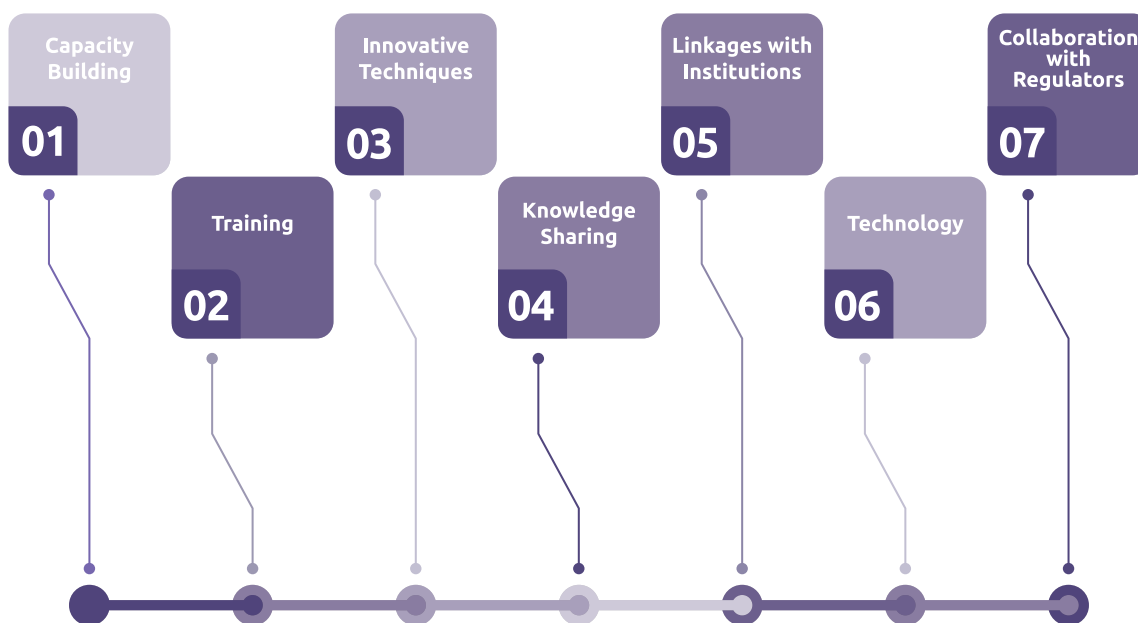 Capacity
Building
01
Training
02
Innovative
Techniques
03
Knowledge
Sharing
04
Linkages with
Institutions
05
Technology
06
Collaboration
with
Regulators
07